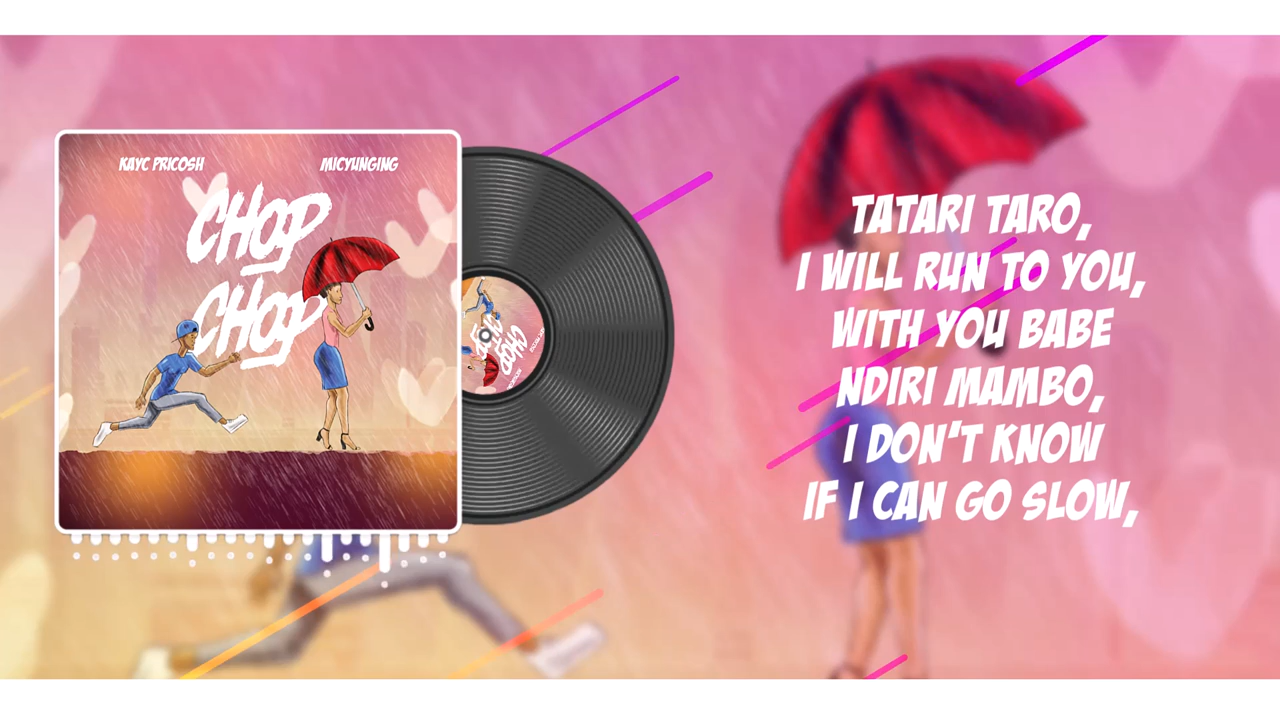 KAYC PRICOSH
MICYUNGING
CHOP
CHOP
TATARI TARO,
I WILL RUN TO YOU,
WITH YOU BABE
NDIRI MAMBO,
I DON'T KNOW
IF I CAN GO SLOW,